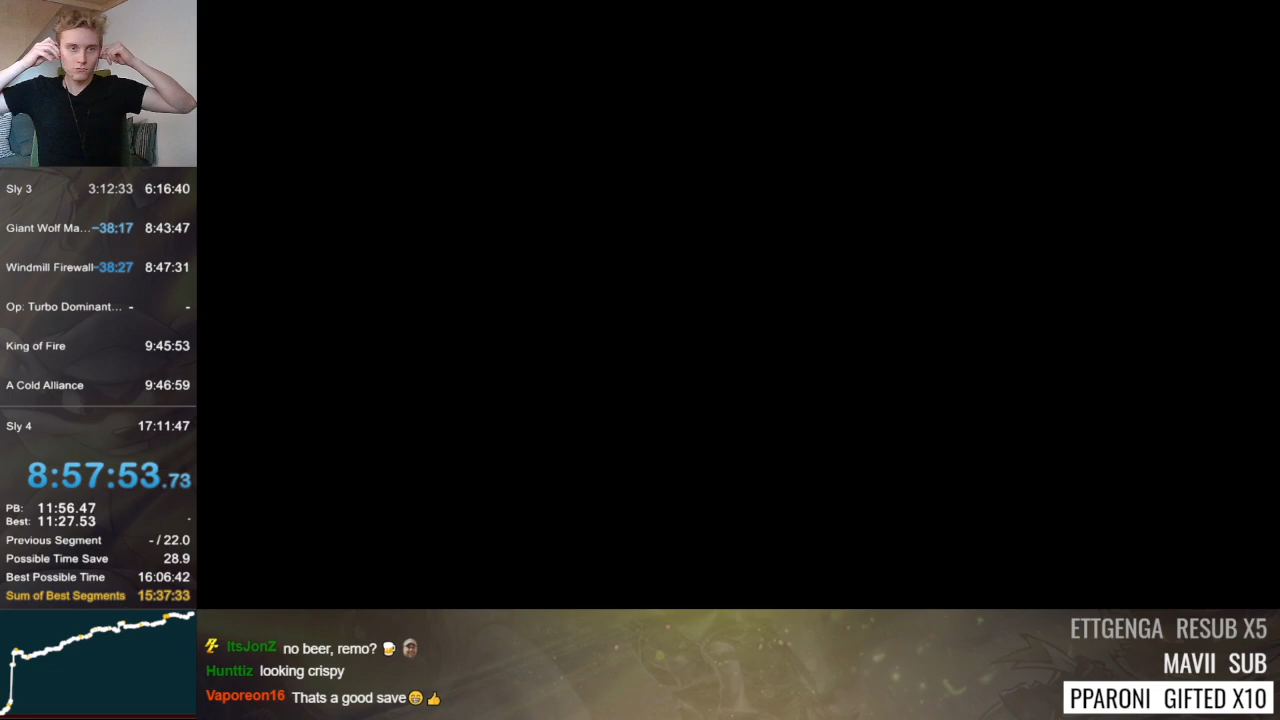 Sly 3 3:12:33 6:16:40
Giant Wolf Ma... −38:17 8:43:47
Windmill Firewall −38:27 8:47:31
Op: Turbo Dominant... - -
King of Fire 9:45:53
A Cold Alliance 9:46:59
Sly 4 17:11:47
8:57:53.73
PB: 11:56.47
Best: 11:27.53 -
Previous Segment - / 22.0
Possible Time Save 28.9
Best Possible Time 16:06:42
Sum of Best Segments 15:37:33
ItsJonZ no beer, remo? 🍺
Hunttiz looking crispy
Vaporeon16 Thats a good save😁👍
ETTGENGA RESUB X5
MAVII SUB
PPARONI GIFTED X10